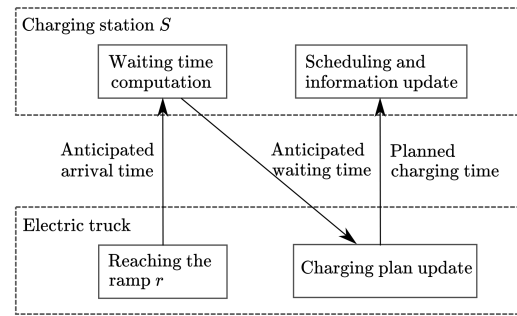 Charging station S
Waiting time
computation
Scheduling and
information update
Anticipated
arrival time
Anticipated
waiting time
Planned
charging time
Electric truck
Reaching the
ramp r
Charging plan update